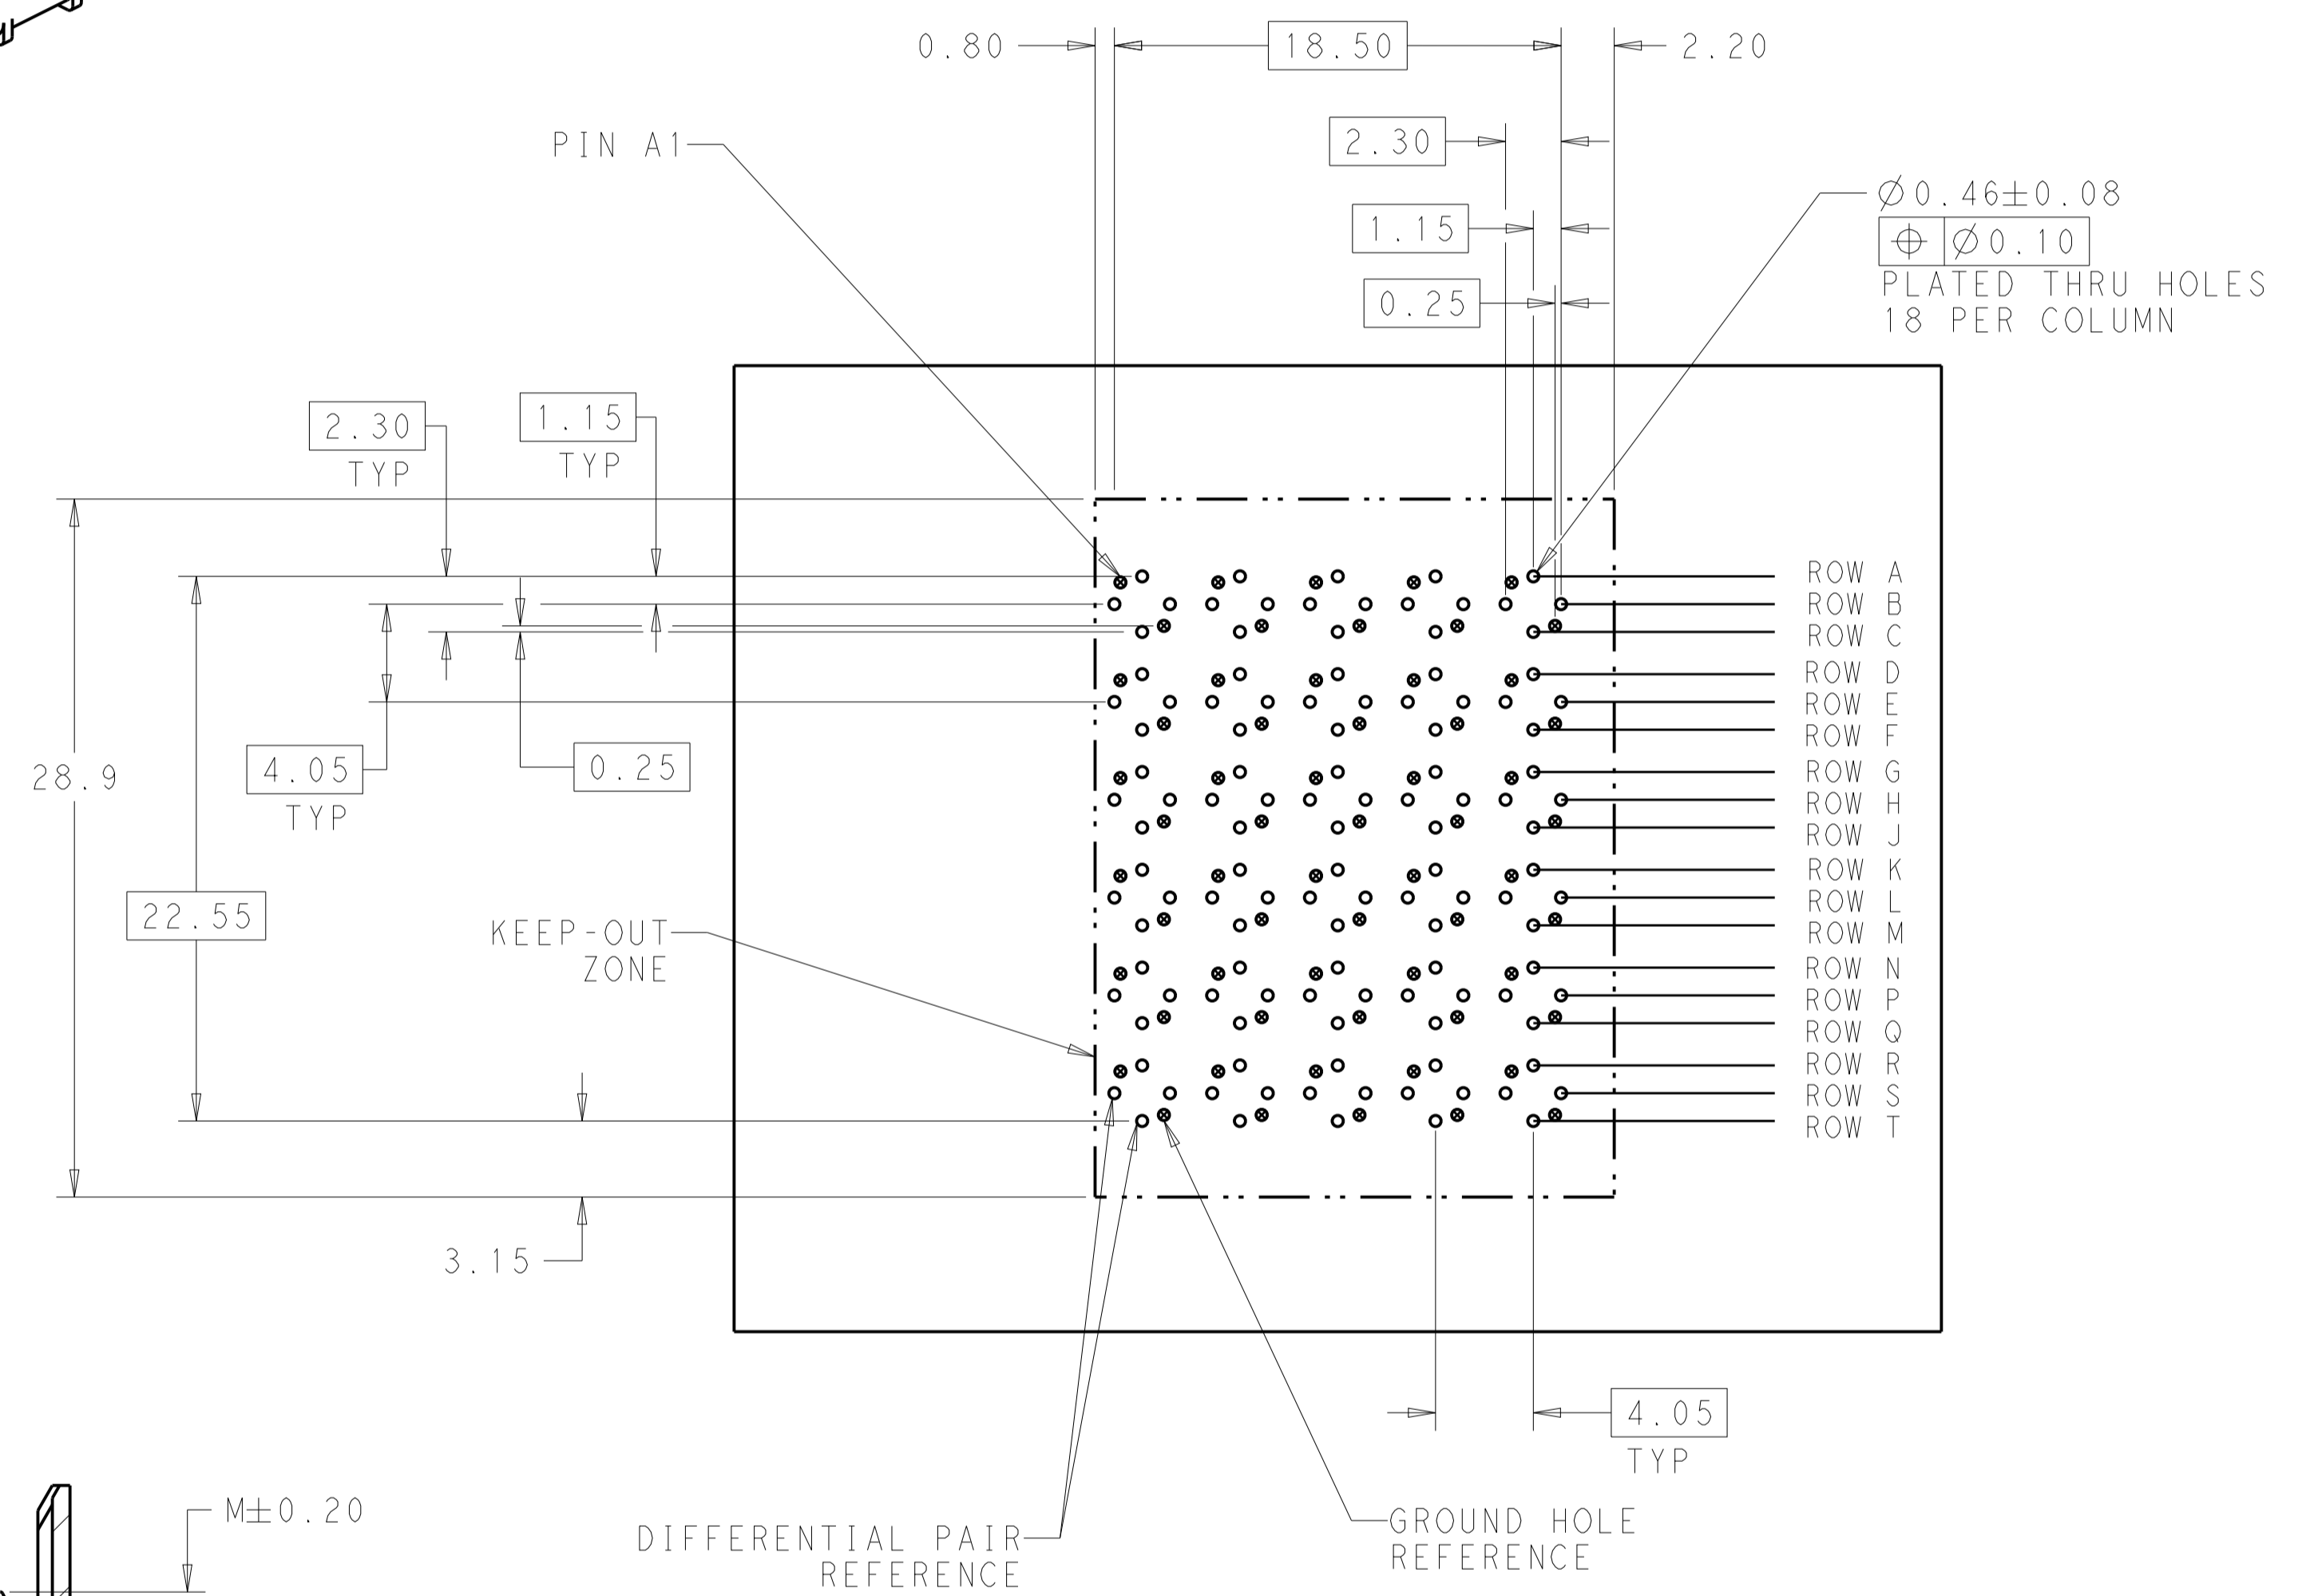 0.80
18.50
2.20
2.30
PIN A1
1.15
0.25
Ø0.46±0.08
⌖ Ø0.10
PLATED THRU HOLES
18 PER COLUMN
2.30
TYP
1.15
TYP
ROW A
ROW B
ROW C
ROW D
ROW E
ROW F
ROW G
ROW H
ROW J
ROW K
ROW L
ROW M
ROW N
ROW P
ROW Q
ROW R
ROW S
ROW T
28.9
4.05
TYP
0.25
22.55
KEEP-OUT
ZONE
3.15
4.05
TYP
M±0.20
DIFFERENTIAL PAIR
REFERENCE
GROUND HOLE
REFERENCE